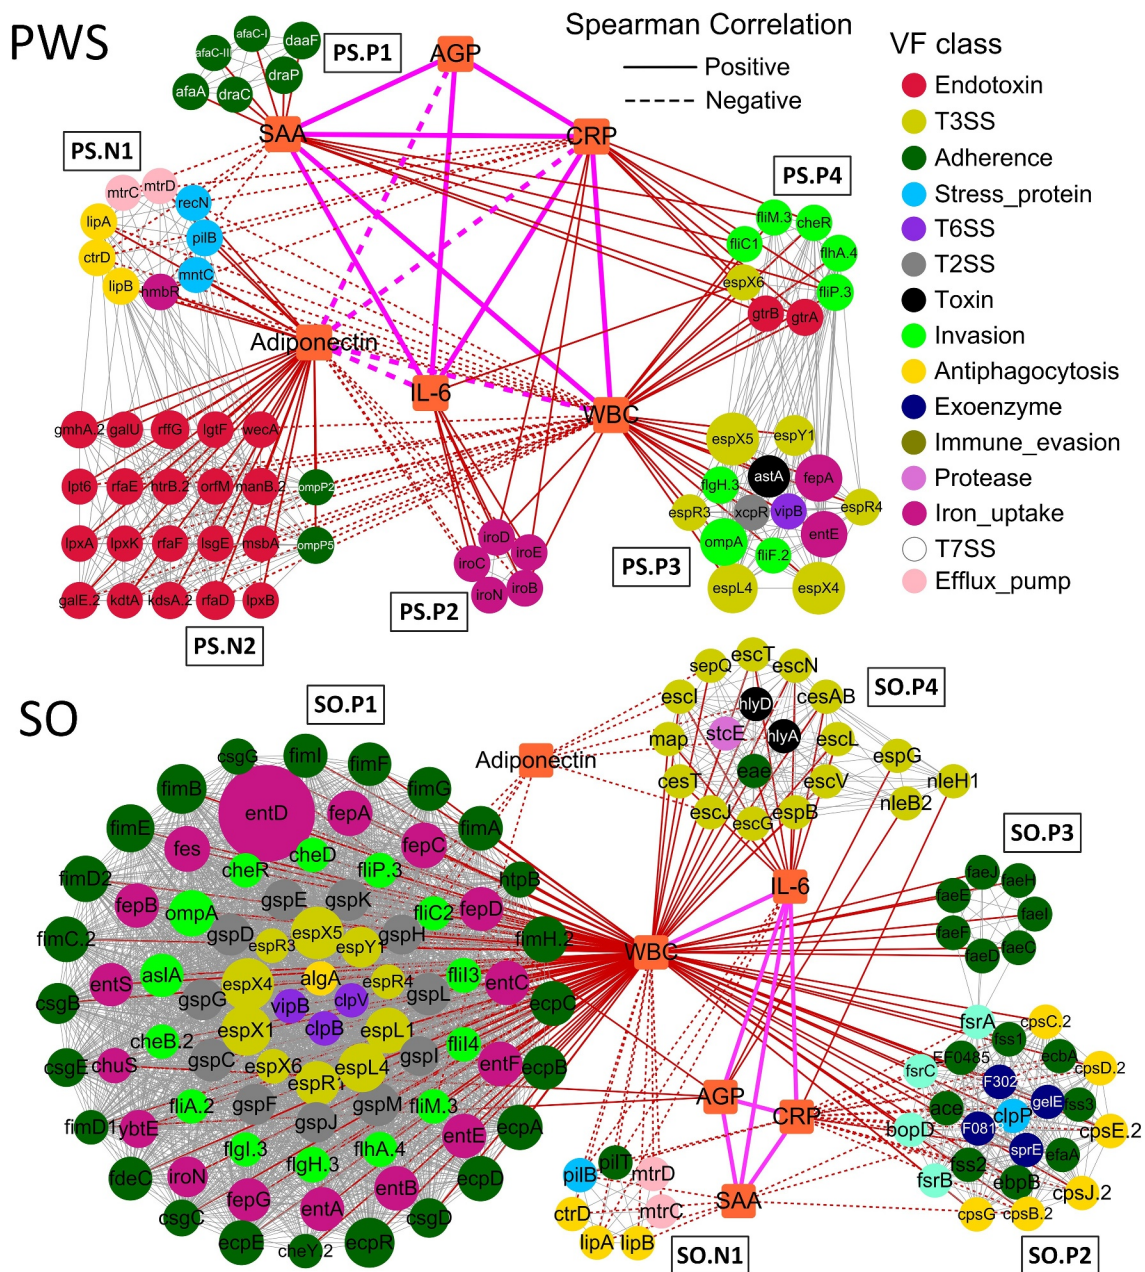 PWS
Spearman Correlation
Positive
Negative
VF class
Endotoxin
T3SS
Adherence
Stress_protein
T6SS
T2SS
Toxin
Invasion
Antiphagocytosis
Exoenzyme
Immune_evasion
Protease
Iron_uptake
T7SS
Efflux_pump
PS.P1
afaC-I
afaC-II
daaF
draP
afaA
draC
AGP
SAA
CRP
PS.N1
mtrC
mtrD
recN
lipA
pilB
ctrD
mntC
lipB
hmbR
PS.P4
fliM.3
cheR
fliC1
flhA.4
espX6
fliP.3
gtrB
gtrA
Adiponectin
IL-6
WBC
gmhA.2
galU
rffG
lgtF
wecA
lpt6
rfaE
htrB.2
orfM
manB.2
ompP2
lpxA
lpxK
rfaF
lsgE
msbA
ompP5
galE.2
kdtA
kdsA.2
rfaD
lpxB
PS.N2
iroD
iroE
iroC
iroN
iroB
PS.P2
espX5
espY1
astA
fepA
flgH.3
espR3
xcpR
vipB
espR4
ompA
entE
fliF.2
espL4
espX4
PS.P3
SO
SO.P1
csgG
fimI
fimF
fimB
fimG
entD
fepA
fimE
fimA
fes
cheD
fepC
cheR
fliP.3
fimD2
htpB
fepB
gspE
gspK
ompA
fliC2
fepD
gspD
espX5
gspH
espR3
espY1
fimC.2
fimH.2
entS
aslA
algA
fliI3
entC
espX4
espR4
csgB
gspG
vipB
clpV
gspL
ecpC
espX1
clpB
espL1
cheB.2
fliI4
csgE
chuS
gspC
espX6
espL4
gspI
entF
ecpB
espR1
fliA.2
gspF
gspM
fliM.3
fimD1
ybtE
gspJ
entE
ecpA
flgI.3
flgH.3
flhA.4
fdeC
iroN
entB
ecpD
fepG
entA
csgC
csgD
ecpE
cheY.2
ecpR
Adiponectin
sepQ
escT
escN
SO.P4
escI
hlyD
cesAB
map
stcE
hlyA
escL
espG
cesT
eae
escV
nleH1
escJ
escG
espB
nleB2
IL-6
WBC
AGP
CRP
SAA
SO.P3
faeJ
faeH
faeE
faeI
faeF
faeD
faeC
fsrA
cpsC.2
fss1
EF0485
ecbA
fsrC
cpsD.2
F302
gelE
fss3
ace
clpP
bopD
F0818
cpsE.2
sprE
efaA
fss2
fsrB
ebpB
cpsJ.2
cpsG
cpsB.2
SO.P2
pilB
pilT
mtrD
ctrD
mtrC
lipA
lipB
SO.N1